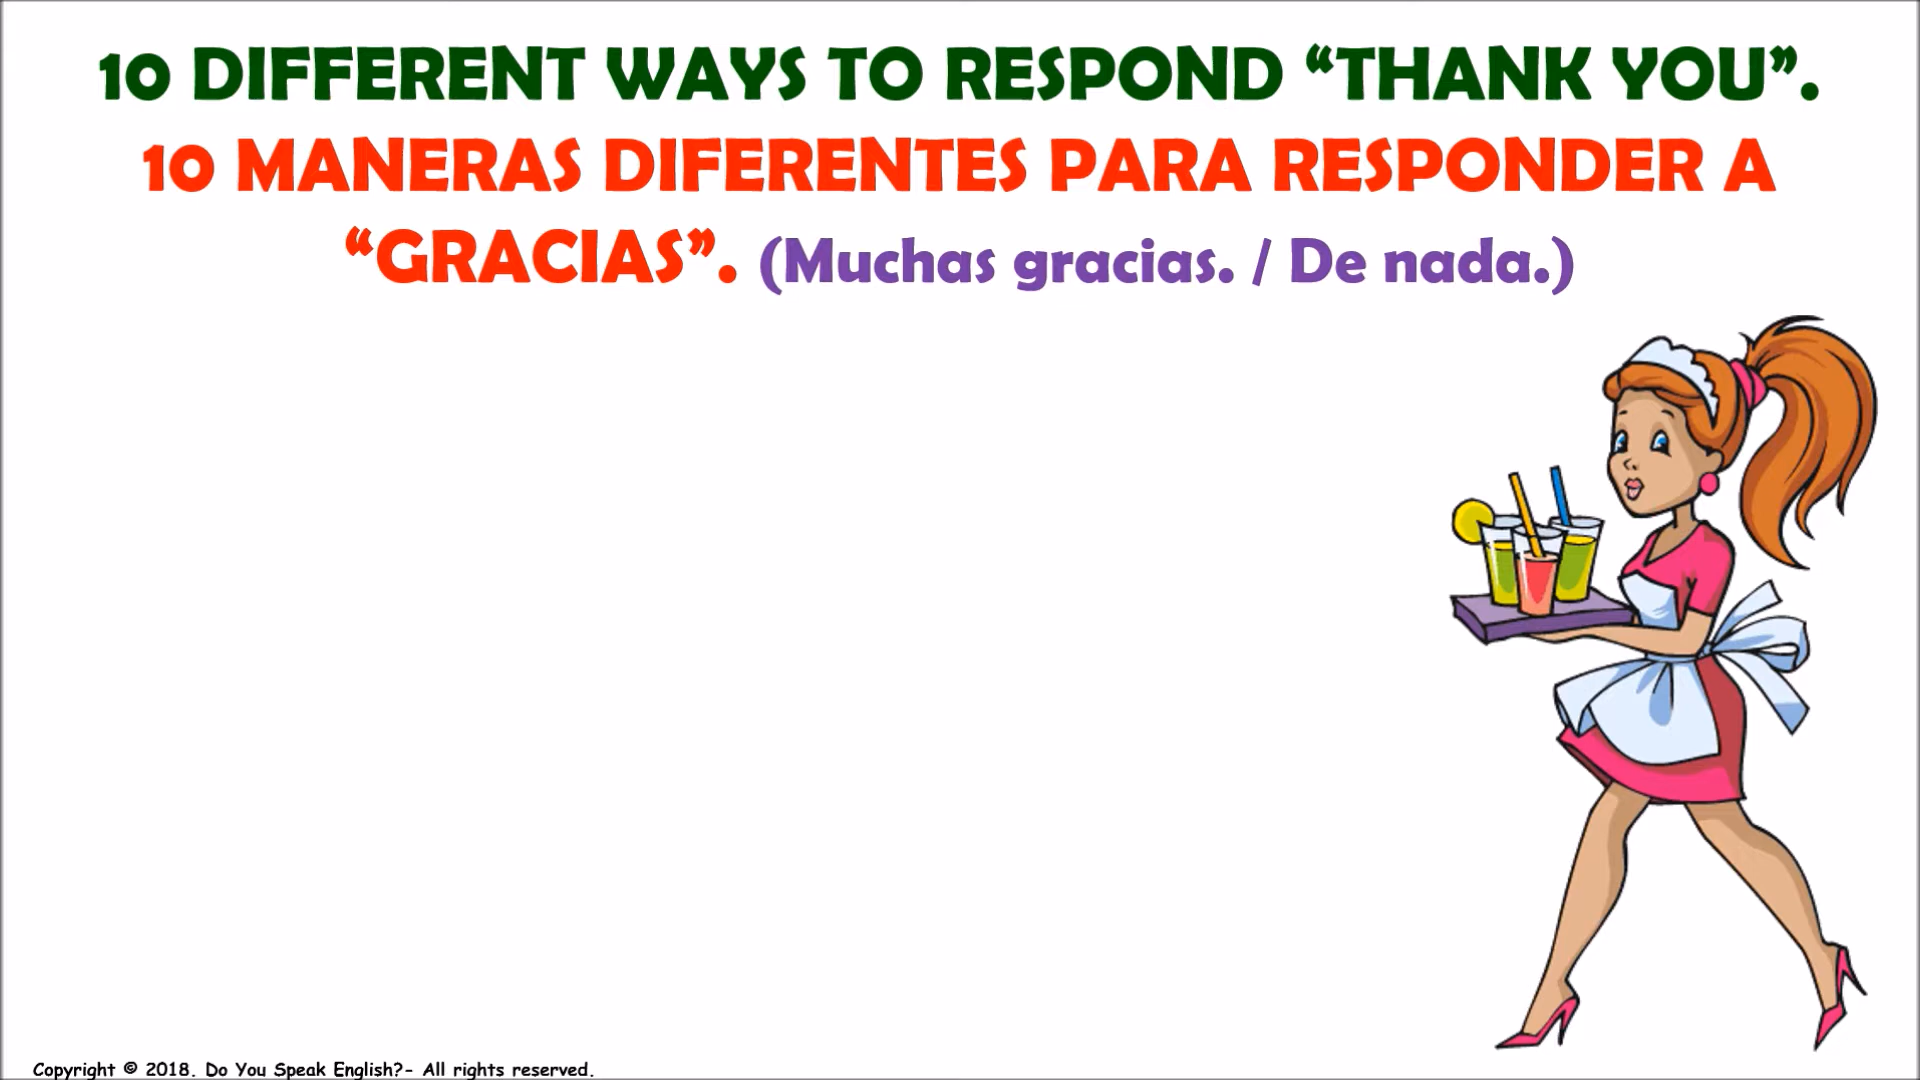 10 DIFFERENT WAYS TO RESPOND “THANK YOU”.
10 MANERAS DIFERENTES PARA RESPONDER A
“GRACIAS”. (Muchas gracias. / De nada.)
Copyright © 2018. Do You Speak English?- All rights reserved.